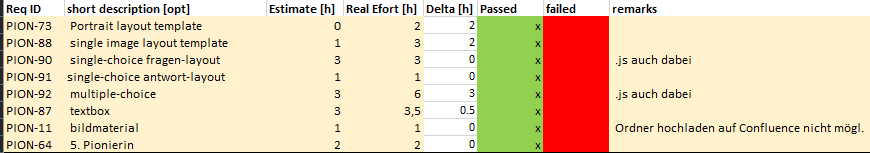 Req ID short description [opt] Estimate [h] Real Efort [h] Delta [h] Passed failed remarks
PION-73 Portrait layout template 0 2 2 x
PION-88 single image layout template 1 3 2 x
PION-90 single-choice fragen-layout 3 3 0 x .js auch dabei
PION-91 single-choice antwort-layout 1 1 0 x
PION-92 multiple-choice 3 6 3 x .js auch dabei
PION-87 textbox 3 3,5 0.5 x
PION-11 bildmaterial 1 1 0 x Ordner hochladen auf Confluence nicht mögl.
PION-64 5. Pionierin 2 2 0 x